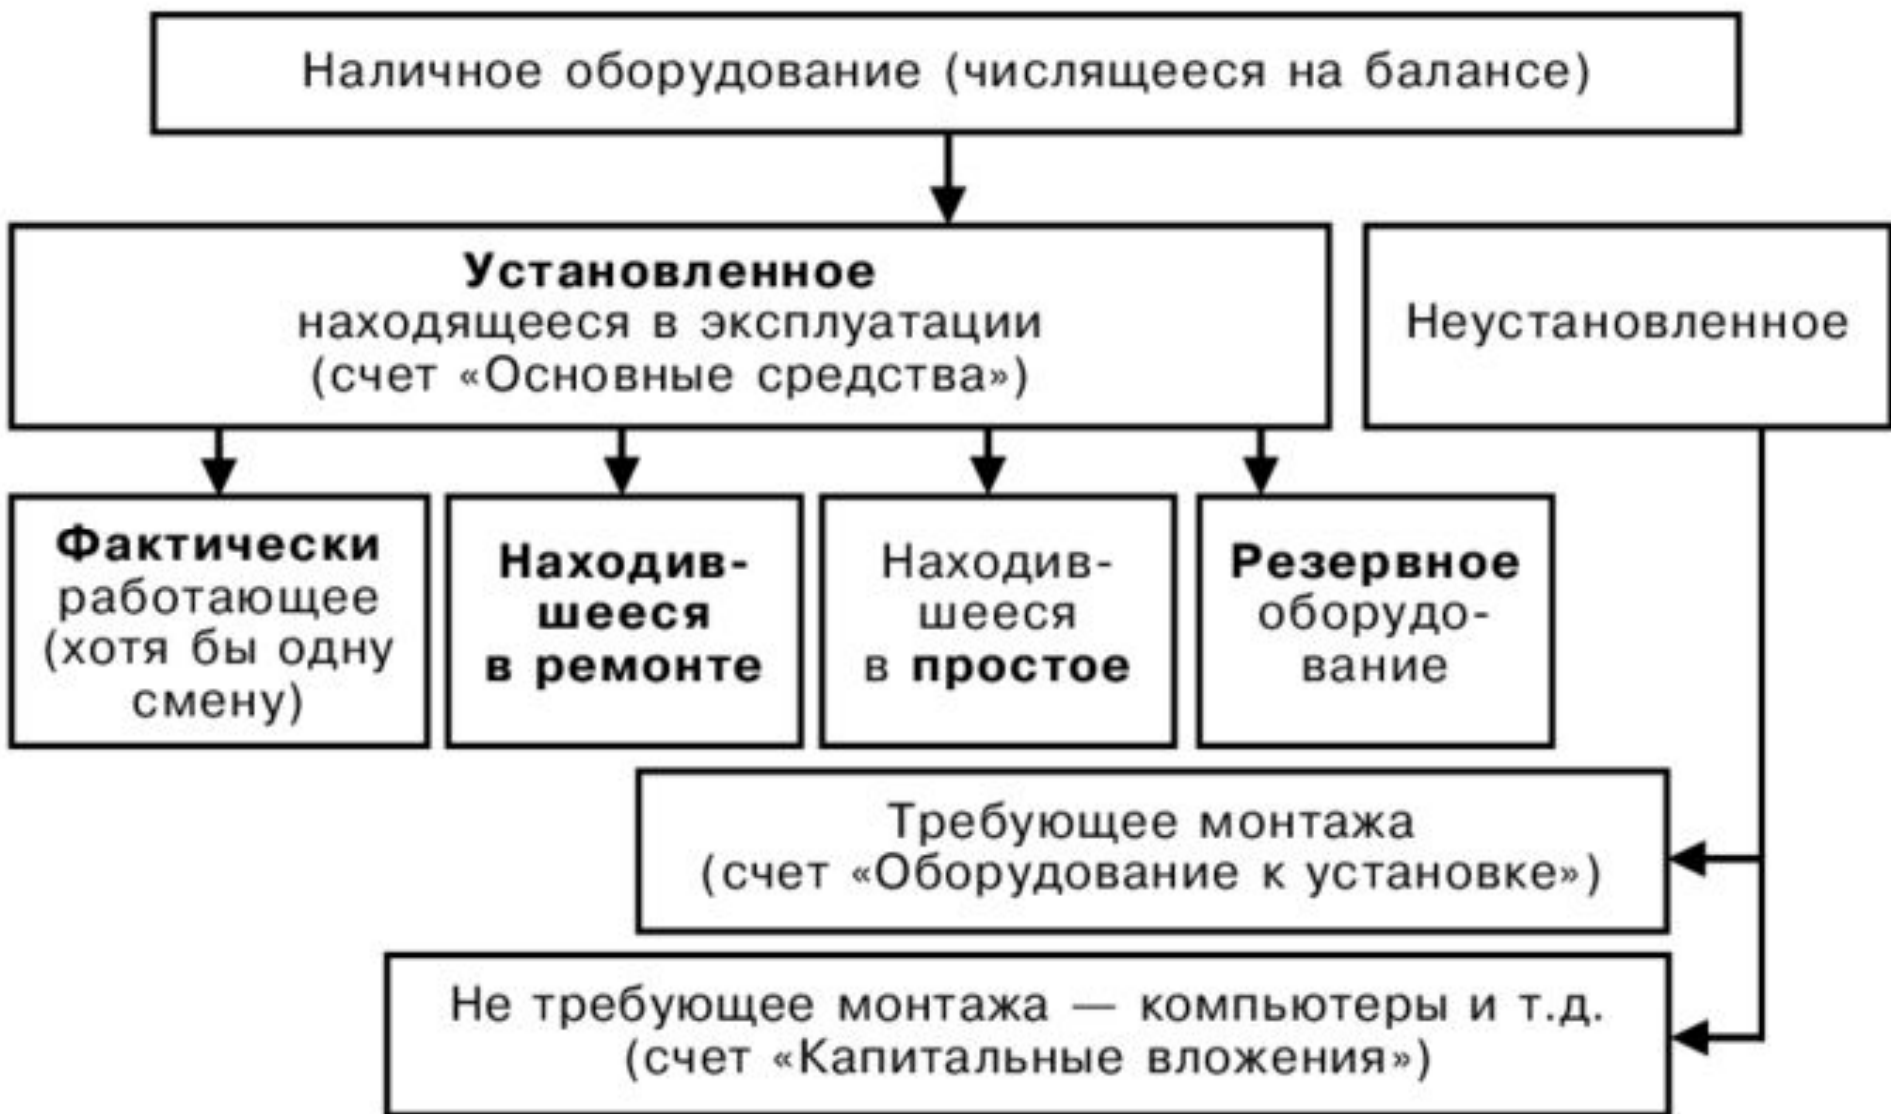 Наличное оборудование (числящееся на балансе)
Установленное
находящееся в эксплуатации
(счет «Основные средства»)
Неустановленное
Фактически
работающее
(хотя бы одну
смену)
Находив-
шееся
в ремонте
Находив-
шееся
в простое
Резервное
оборудо-
вание
Требующее монтажа
(счет «Оборудование к установке»)
Не требующее монтажа — компьютеры и т.д.
(счет «Капитальные вложения»)